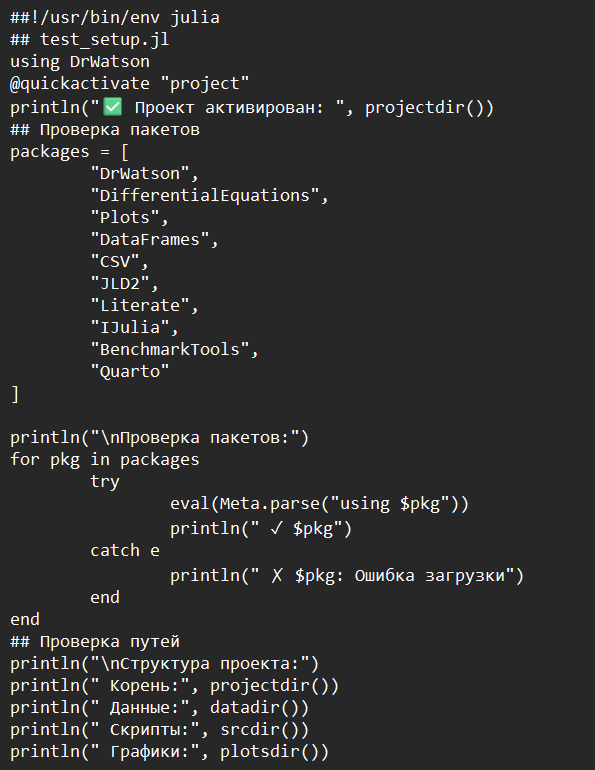 ##!/usr/bin/env julia
## test_setup.jl
using DrWatson
@quickactivate "project"
println("✅ Проект активирован: ", projectdir())
## Проверка пакетов
packages = [
        "DrWatson",
        "DifferentialEquations",
        "Plots",
        "DataFrames",
        "CSV",
        "JLD2",
        "Literate",
        "IJulia",
        "BenchmarkTools",
        "Quarto"
]

println("\nПроверка пакетов:")
for pkg in packages
        try
                eval(Meta.parse("using $pkg"))
                println(" ✓ $pkg")
        catch e
                println(" ✗ $pkg: Ошибка загрузки")
        end
end
## Проверка путей
println("\nСтруктура проекта:")
println(" Корень:", projectdir())
println(" Данные:", datadir())
println(" Скрипты:", srcdir())
println(" Графики:", plotsdir())